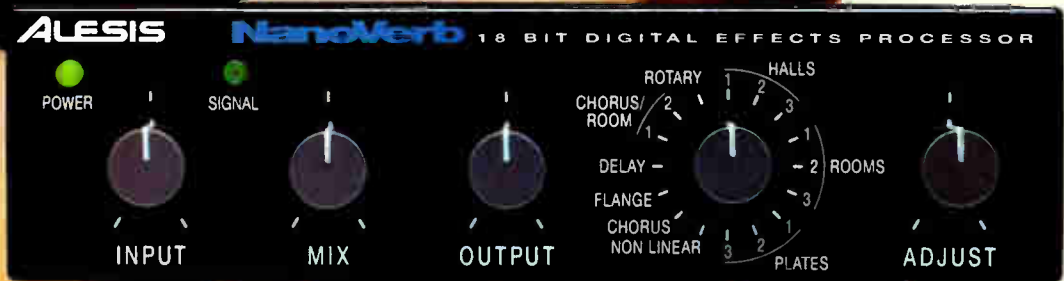 ALESIS NanoVerb 18 BIT DIGITAL EFFECTS PROCESSOR
POWER
SIGNAL
INPUT
MIX
OUTPUT
ROTARY
1 2 3 HALLS
CHORUS/
ROOM
2
1
1 2 3 ROOMS
DELAY
FLANGE
CHORUS
NON LINEAR
3 2 1
PLATES
ADJUST